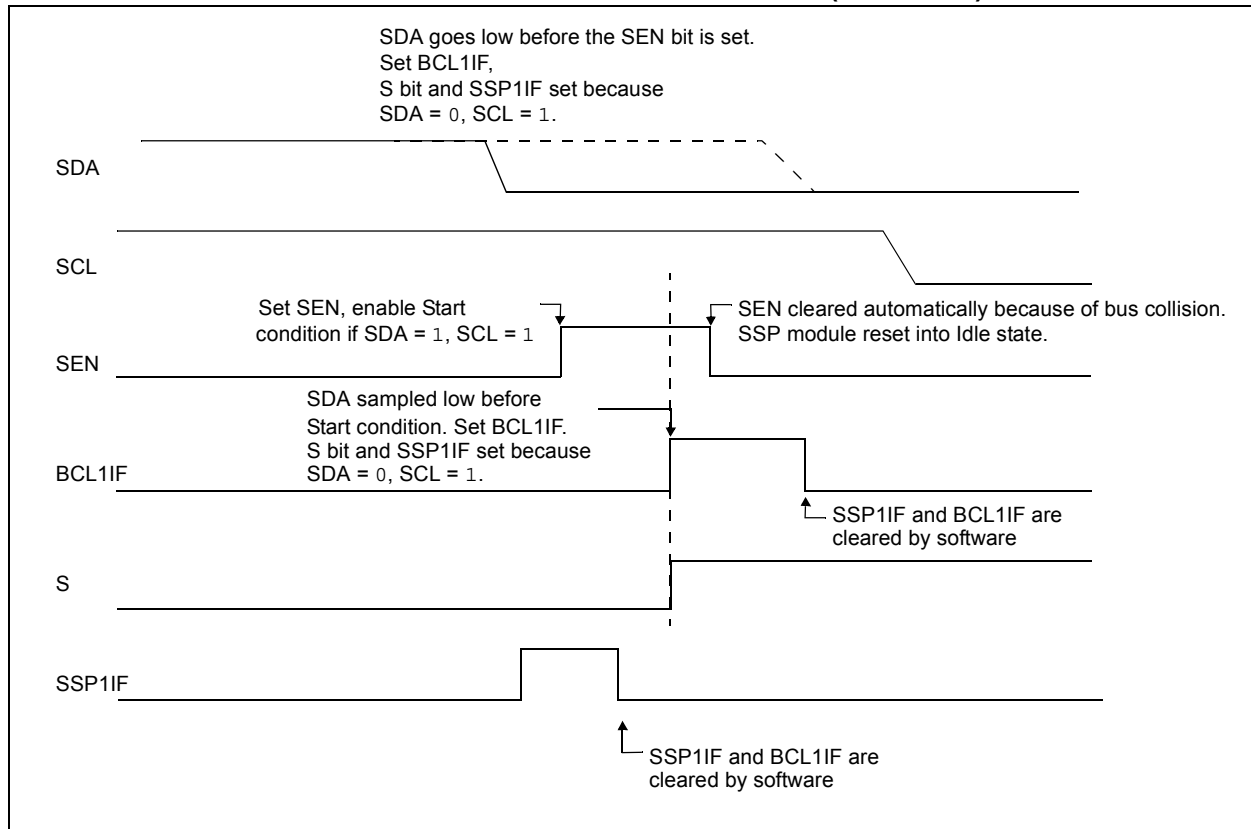 SDA goes low before the SEN bit is set.
Set BCL1IF,
S bit and SSP1IF set because
SDA = 0, SCL = 1.
SDA
SCL
Set SEN, enable Start
condition if SDA = 1, SCL = 1
SEN cleared automatically because of bus collision.
SSP module reset into Idle state.
SEN
SDA sampled low before
Start condition. Set BCL1IF.
S bit and SSP1IF set because
SDA = 0, SCL = 1.
BCL1IF
SSP1IF and BCL1IF are
cleared by software
S
SSP1IF
SSP1IF and BCL1IF are
cleared by software